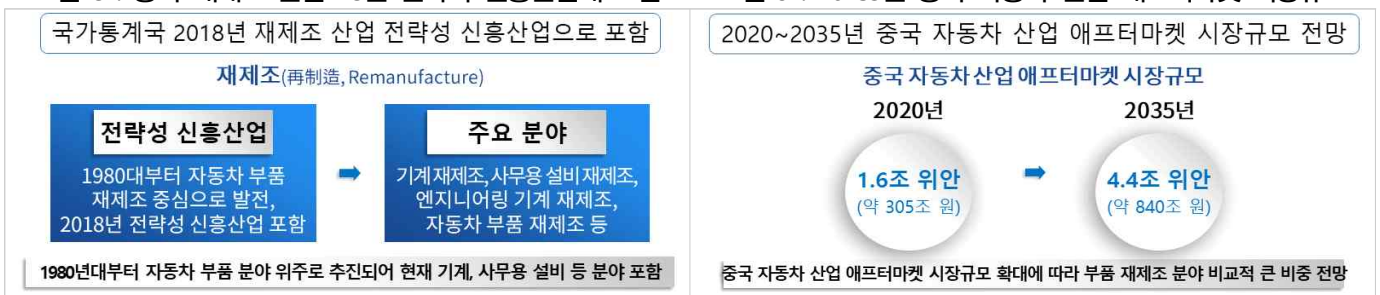 국가통계국 2018년 재제조 산업 전략성 신흥산업으로 포함
재제조(再制造, Remanufacture)
전략성 신흥산업
1980대부터 자동차 부품
재제조 중심으로 발전,
2018년 전략성 신흥산업 포함
주요 분야
기계 재제조, 사무용 설비 재제조,
엔지니어링 기계 재제조,
자동차 부품 재제조 등
1980년대부터 자동차 부품 분야 위주로 추진되어 현재 기계, 사무용 설비 등 분야 포함
2020~2035년 중국 자동차 산업 애프터마켓 시장규모 전망
중국 자동차 산업 애프터마켓 시장규모
2020년
2035년
1.6조 위안
(약 305조 원)
4.4조 위안
(약 840조 원)
중국 자동차 산업 애프터마켓 시장규모 확대에 따라 부품 재제조 분야 비교적 큰 비중 전망